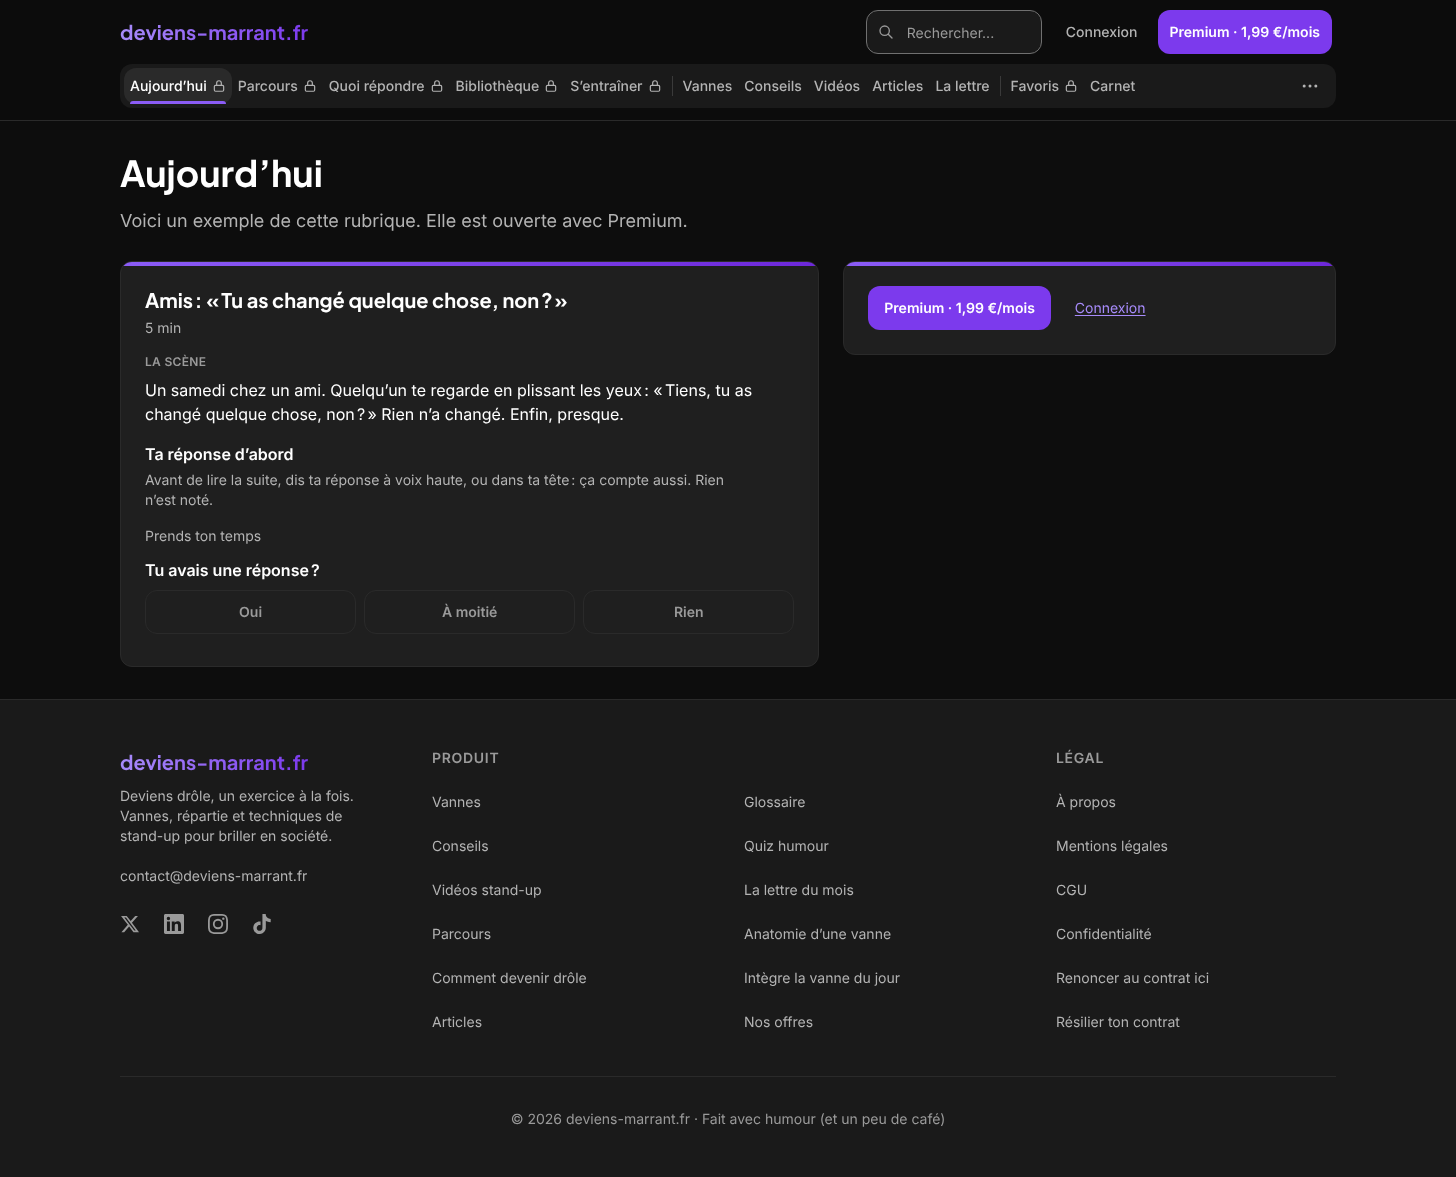 deviens-marrant.fr
Rechercher...
Connexion
Premium · 1,99 €/mois
Aujourd’hui
Parcours
Quoi répondre
Bibliothèque
S’entraîner
Vannes
Conseils
Vidéos
Articles
La lettre
Favoris
Carnet
Aujourd’hui
Voici un exemple de cette rubrique. Elle est ouverte avec Premium.
Amis : « Tu as changé quelque chose, non ? »
5 min
LA SCÈNE
Un samedi chez un ami. Quelqu’un te regarde en plissant les yeux : « Tiens, tu as
changé quelque chose, non ? » Rien n’a changé. Enfin, presque.
Ta réponse d’abord
Avant de lire la suite, dis ta réponse à voix haute, ou dans ta tête : ça compte aussi. Rien
n’est noté.
Prends ton temps
Tu avais une réponse ?
Oui
À moitié
Rien
Premium · 1,99 €/mois
Connexion
deviens-marrant.fr
Deviens drôle, un exercice à la fois.
Vannes, répartie et techniques de
stand-up pour briller en société.
contact@deviens-marrant.fr
PRODUIT
Vannes
Conseils
Vidéos stand-up
Parcours
Comment devenir drôle
Articles
Glossaire
Quiz humour
La lettre du mois
Anatomie d’une vanne
Intègre la vanne du jour
Nos offres
LÉGAL
À propos
Mentions légales
CGU
Confidentialité
Renoncer au contrat ici
Résilier ton contrat
© 2026 deviens-marrant.fr · Fait avec humour (et un peu de café)